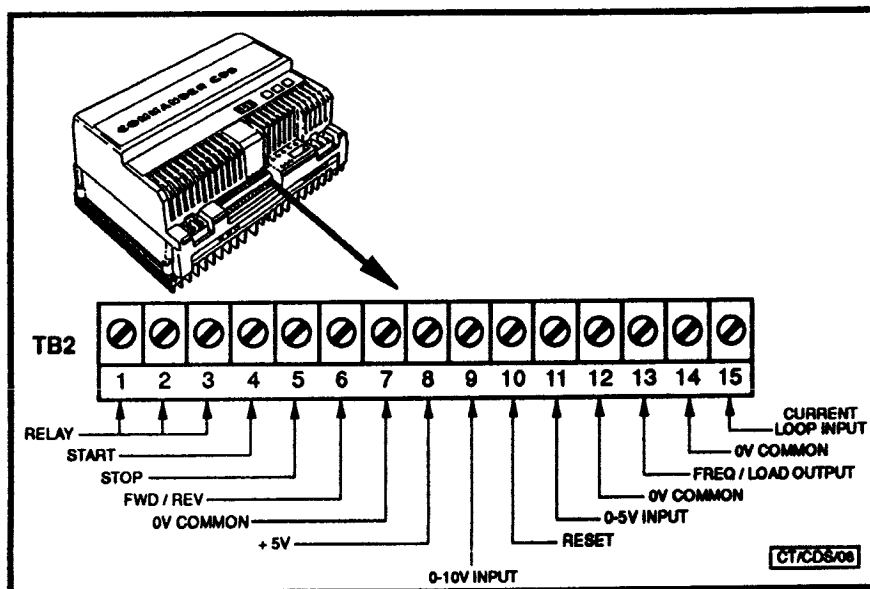 COMMANDER CDS
TB2
1 2 3 4 5 6 7 8 9 10 11 12 13 14 15
RELAY
START
STOP
FWD / REV
0V COMMON
+ 5V
0-10V INPUT
RESET
0-5V INPUT
0V COMMON
FREQ / LOAD OUTPUT
0V COMMON
CURRENT
LOOP INPUT
CT/CDS/06